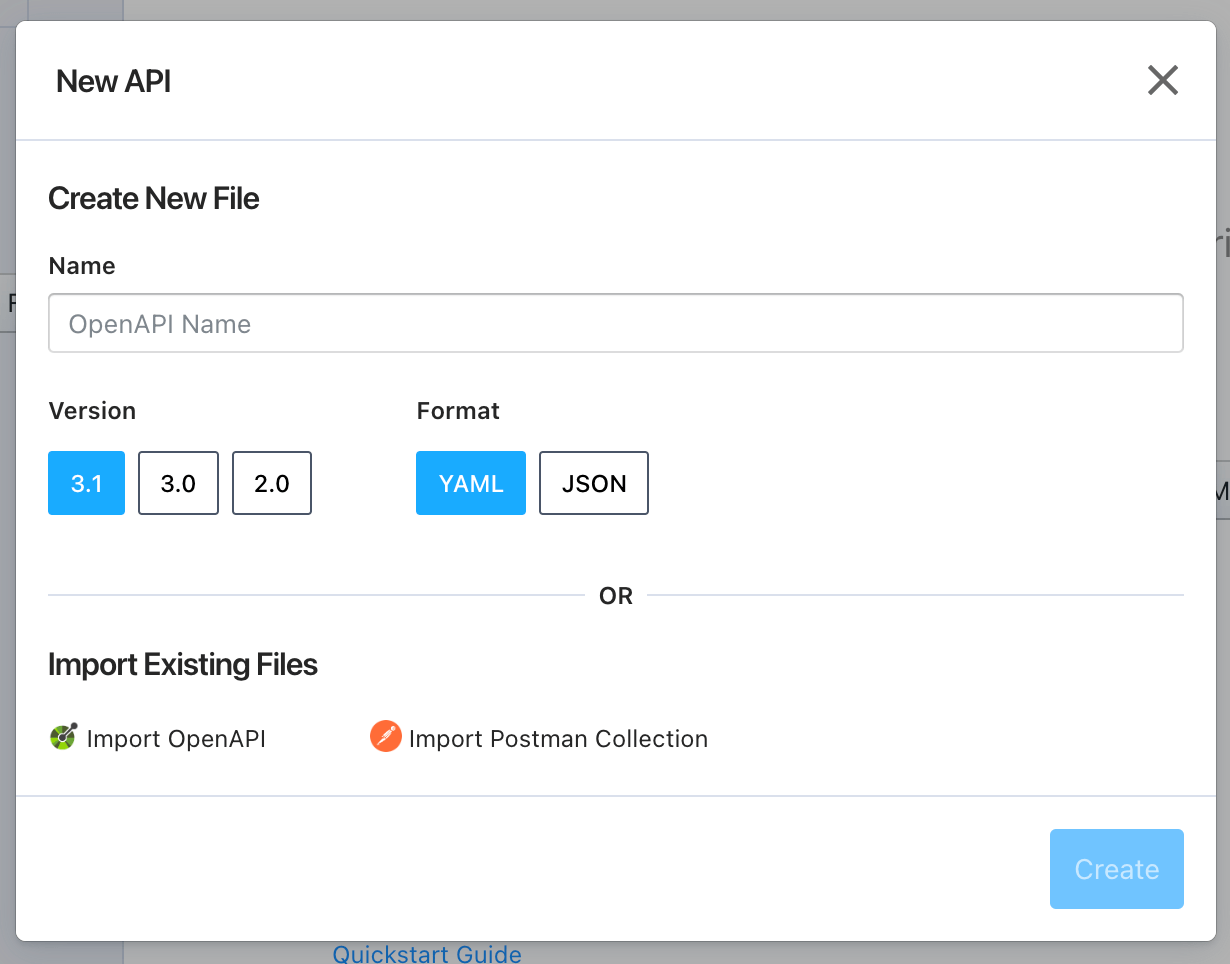 New API
Create New File
Name
OpenAPI Name
Version Format
3.1 3.0 2.0 YAML JSON
OR
Import Existing Files
Import OpenAPI Import Postman Collection
Create
Quickstart Guide